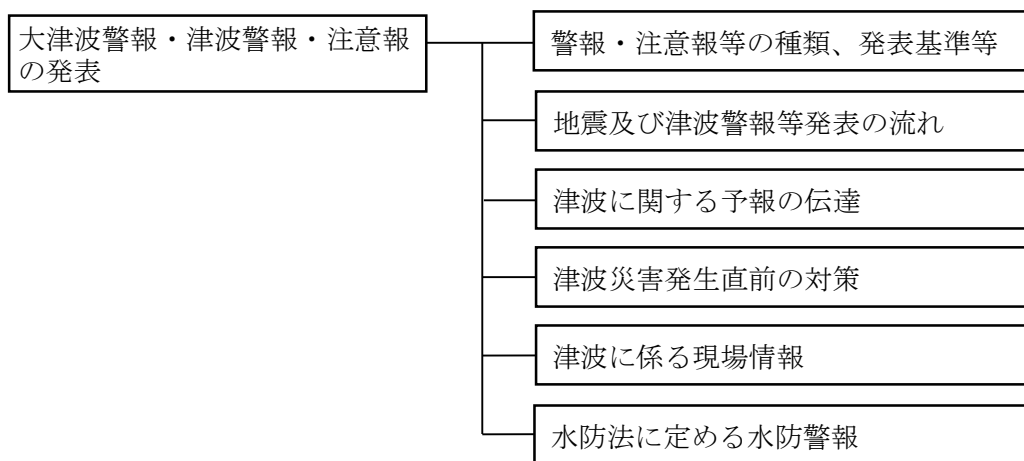 大津波警報・津波警報・注意報
の発表
警報・注意報等の種類、発表基準等
地震及び津波警報等発表の流れ
津波に関する予報の伝達
津波災害発生直前の対策
津波に係る現場情報
水防法に定める水防警報